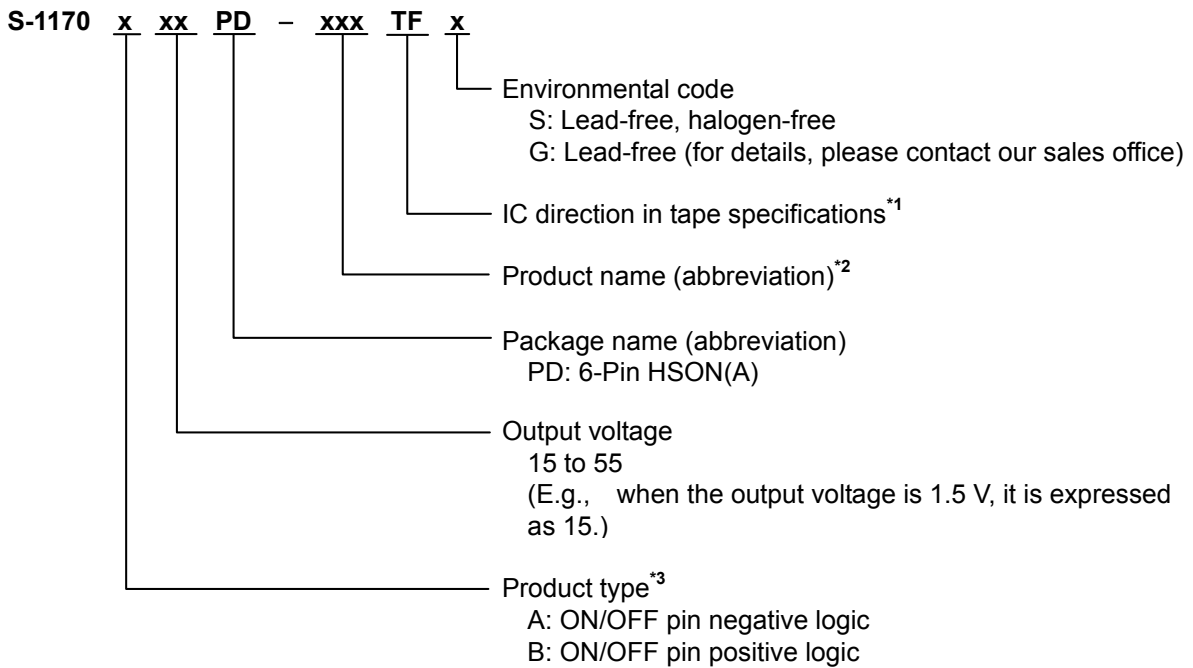 S-1170 x xx PD – xxx TF x
Environmental code
S: Lead-free, halogen-free
G: Lead-free (for details, please contact our sales office)
IC direction in tape specifications*1
Product name (abbreviation)*2
Package name (abbreviation)
PD: 6-Pin HSON(A)
Output voltage
15 to 55
(E.g., when the output voltage is 1.5 V, it is expressed
as 15.)
Product type*3
A: ON/OFF pin negative logic
B: ON/OFF pin positive logic